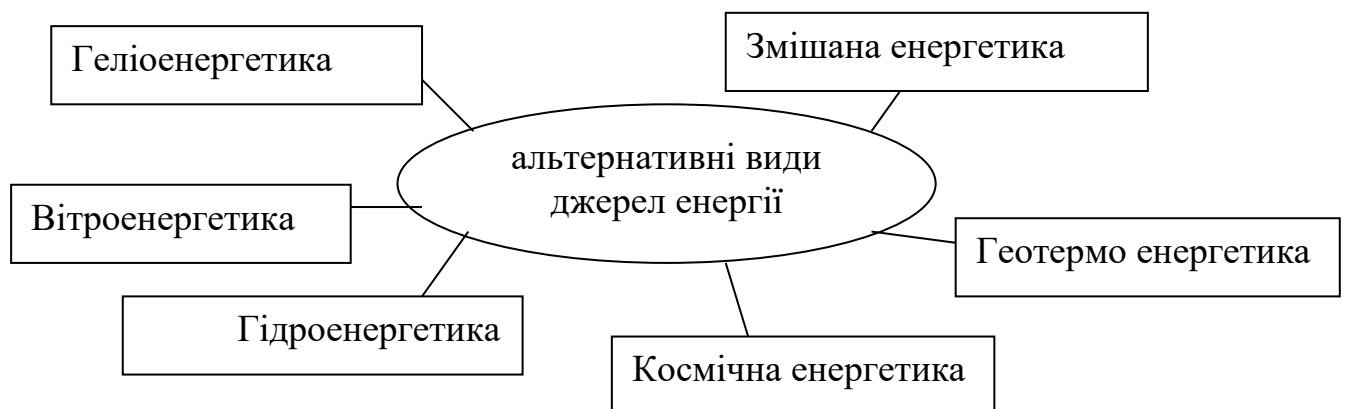 Геліоенергетика
Змішана енергетика
альтернативні види
джерел енергії
Вітроенергетика
Геотермо енергетика
Гідроенергетика
Космічна енергетика